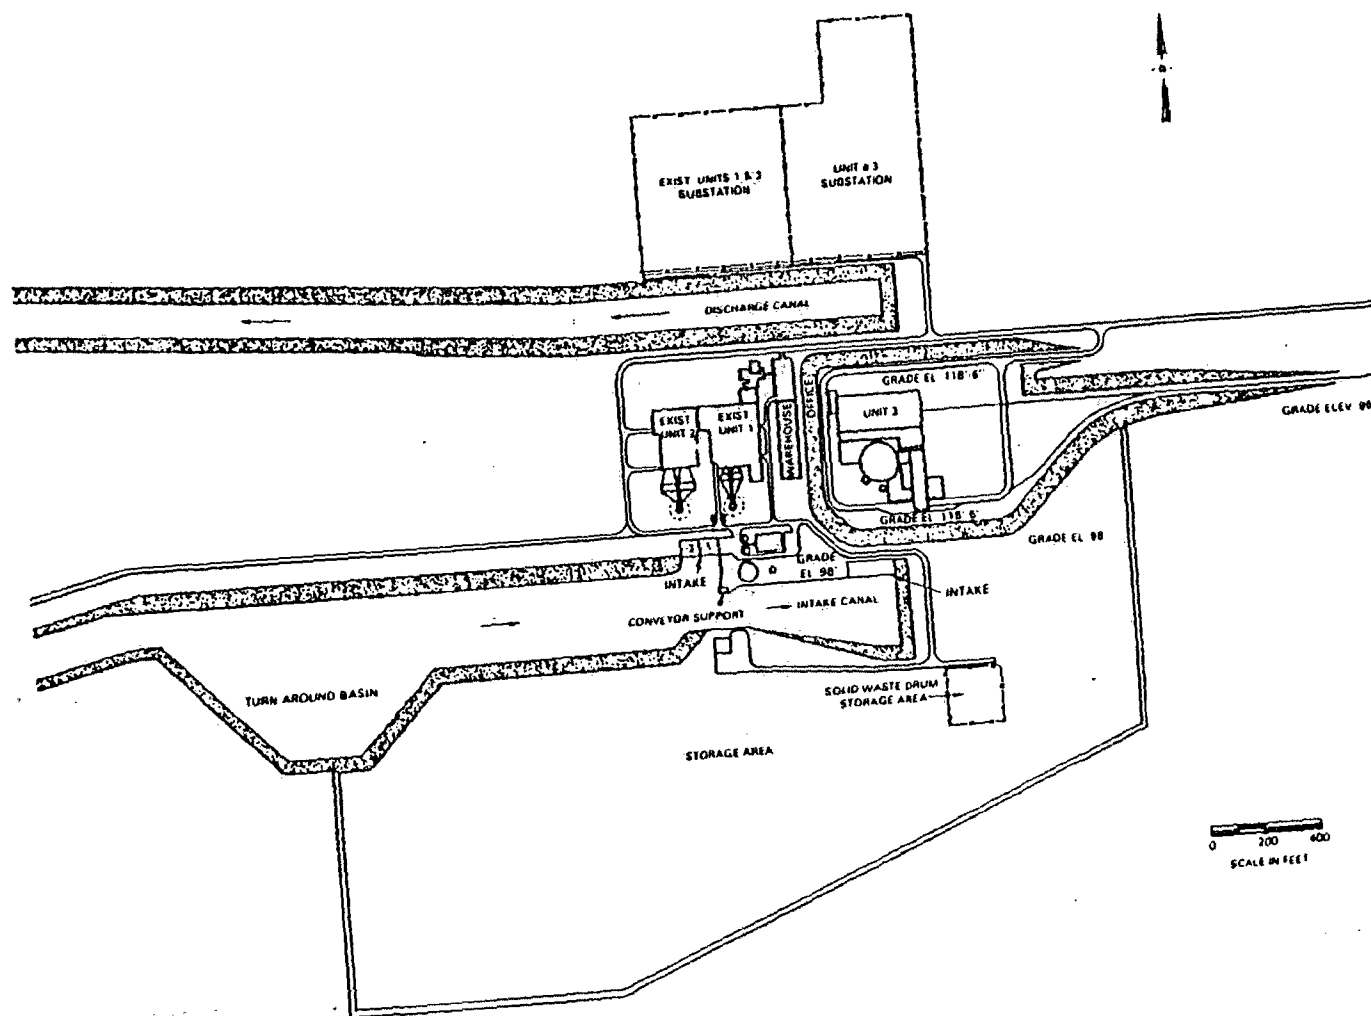 EXIST UNITS 1 & 3
SUBSTATION
UNIT # 3
SUBSTATION
DISCHARGE CANAL
GRADE EL 118' 6"
OFFICE
UNIT 3
EXIST
UNIT 2
EXIST
UNIT 1
WAREHOUSE
GRADE ELEV. 98
GRADE EL 118' 6"
GRADE EL 98
2 1
GRADE
EL 98'
INTAKE
INTAKE
INTAKE CANAL
CONVEYOR SUPPORT
TURN AROUND BASIN
SOLID WASTE DRUM
STORAGE AREA
STORAGE AREA
0 200 400
SCALE IN FEET